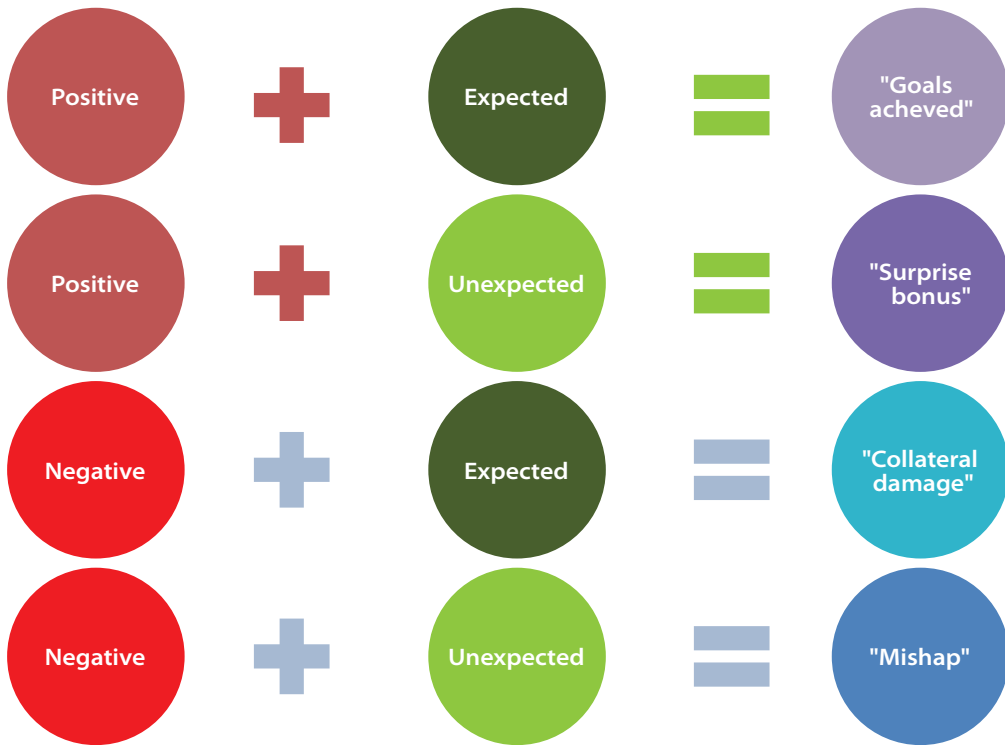 Positive
Expected
"Goals
acheved"
Positive
Unexpected
"Surprise
bonus"
Negative
Expected
"Collateral
damage"
Negative
Unexpected
"Mishap"